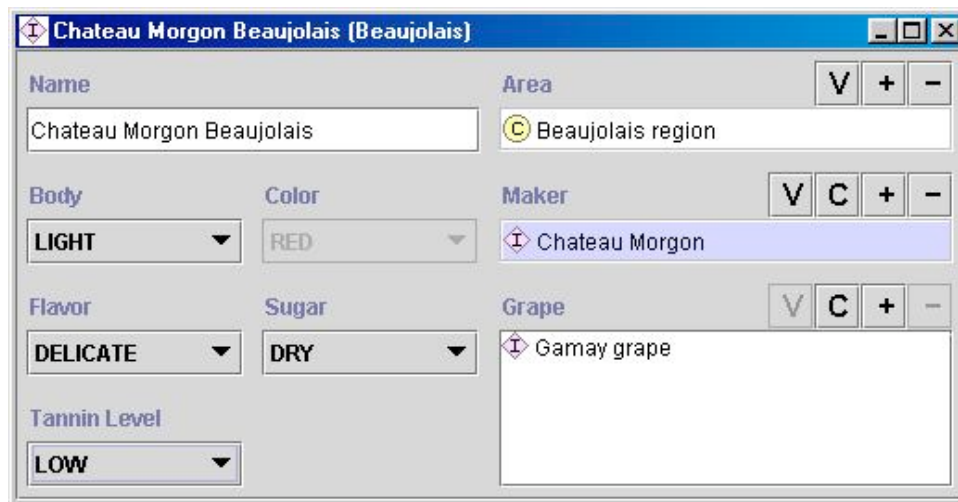 Chateau Morgon Beaujolais (Beaujolais)
Name
Chateau Morgon Beaujolais
Area V + −
C Beaujolais region
Body Color
LIGHT RED
Maker V C + −
I Chateau Morgon
Flavor Sugar
DELICATE DRY
Grape V C + −
I Gamay grape
Tannin Level
LOW